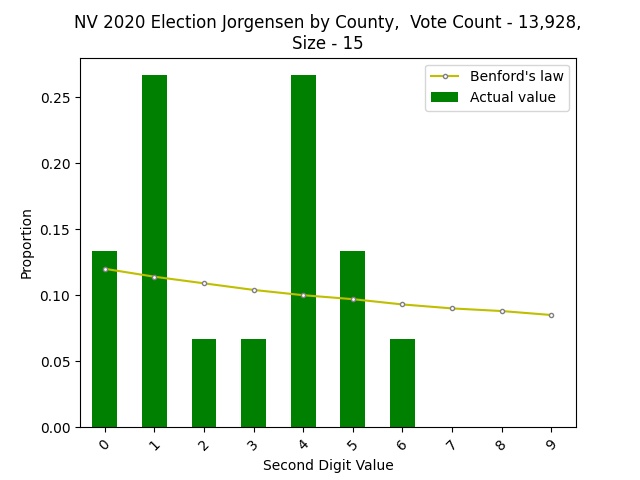 NV 2020 Election Jorgensen by County,  Vote Count - 13,928,
Size - 15
Benford's law
Actual value
Proportion
0.25
0.20
0.15
0.10
0.05
0.00
0 1 2 3 4 5 6 7 8 9
Second Digit Value